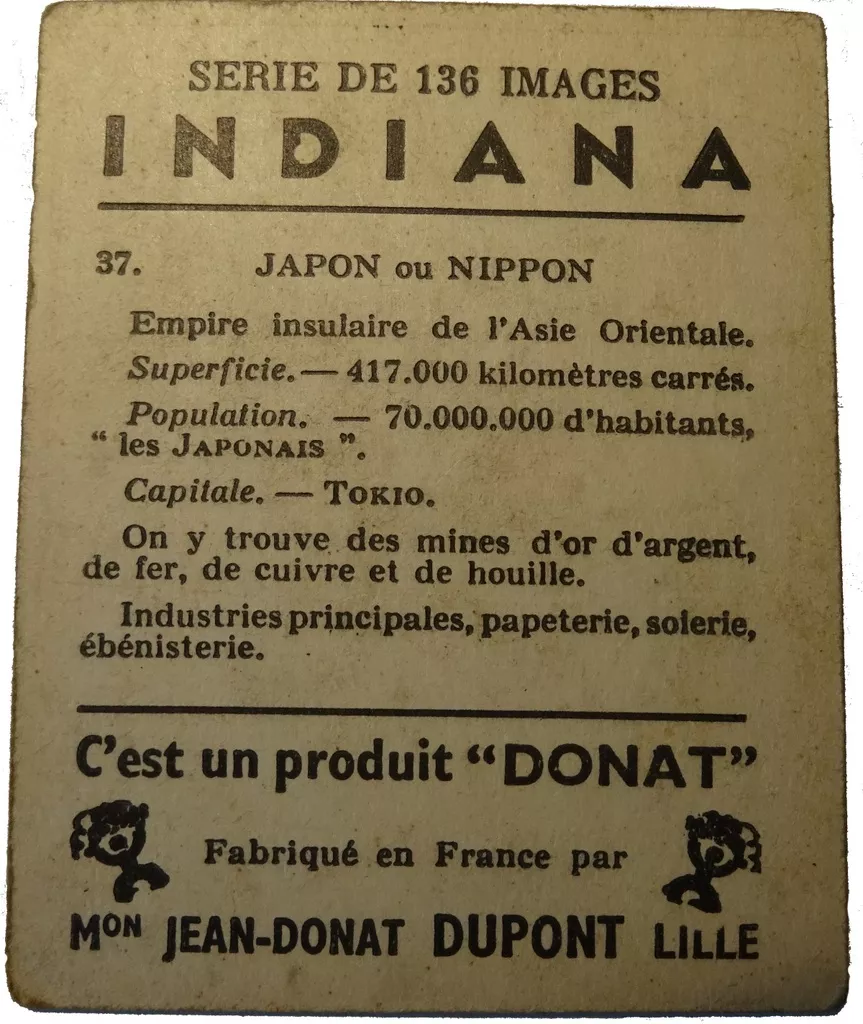 SERIE DE 136 IMAGES
INDIANA
37. JAPON ou NIPPON
Empire insulaire de l'Asie Orientale.
Superficie. — 417.000 kilomètres carrés.
Population. — 70.000.000 d'habitants,
“ les JAPONAIS ”.
Capitale. — TOKIO.
On y trouve des mines d'or d'argent,
de fer, de cuivre et de houille.
Industries principales, papeterie, soierie,
ébénisterie.
C'est un produit “DONAT”
Fabriqué en France par
MON JEAN-DONAT DUPONT LILLE